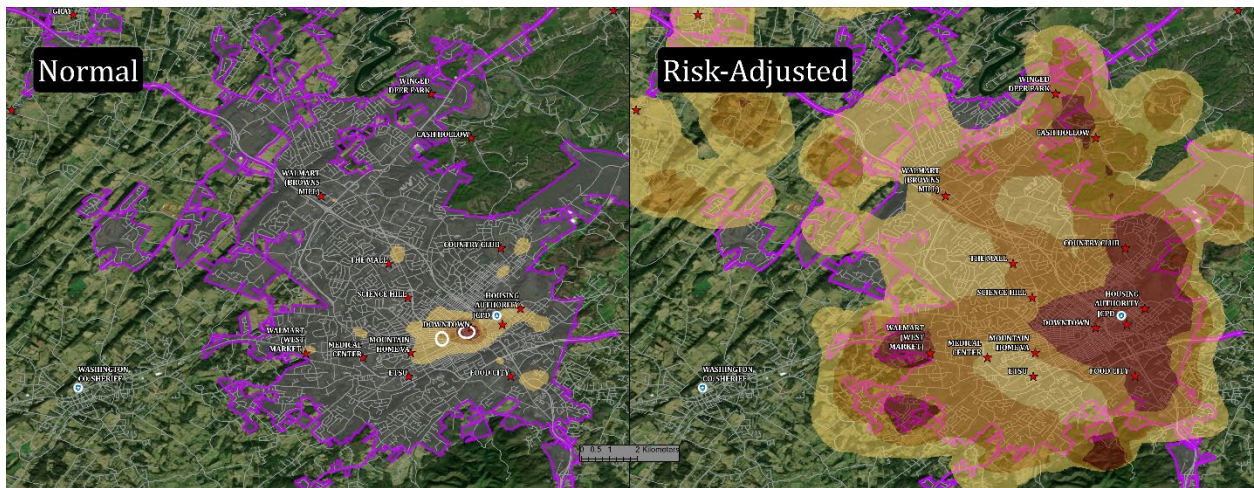 GRAY
Normal
WINGED
DEER PARK
CASH HOLLOW
WALMART
(BROWNS
MILL)
COUNTRY CLUB
THE MALL
SCIENCE HILL
HOUSING
AUTHORITY
JCPD
DOWNTOWN
WALMART
(WEST
MARKET)
MEDICAL
CENTER
MOUNTAIN
HOME VA
ETSU
FOOD CITY
WASHINGTON
CO. SHERIFF
0 0.5 1 2 Kilometers
Risk-Adjusted
WINGED
DEER PARK
CASH HOLLOW
WALMART
(BROWNS
MILL)
COUNTRY CLUB
THE MALL
SCIENCE HILL
HOUSING
AUTHORITY
JCPD
DOWNTOWN
WALMART
(WEST
MARKET)
MEDICAL
CENTER
MOUNTAIN
HOME VA
ETSU
FOOD CITY
WASHINGTON
CO. SHERIFF